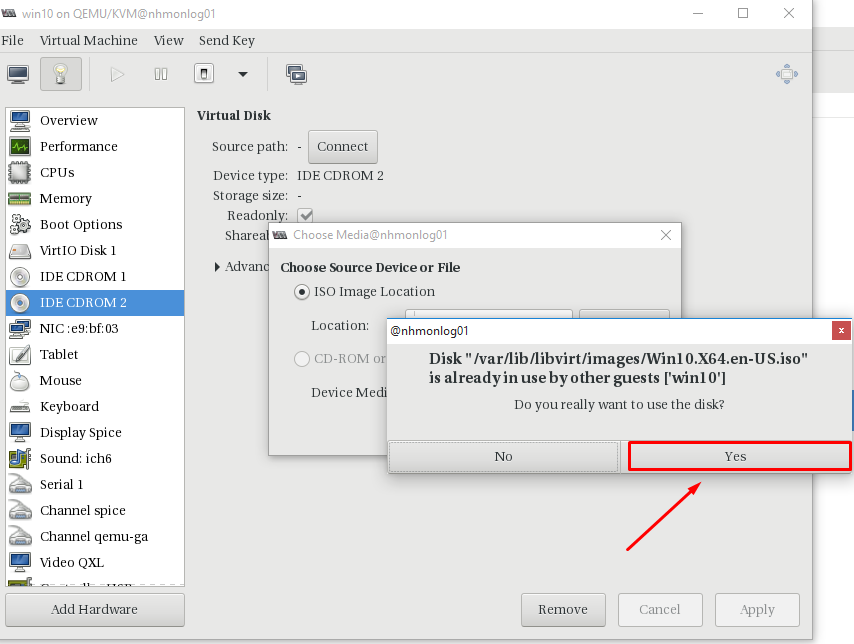 win10 on QEMU/KVM@nhmonlog01
File Virtual Machine View Send Key
Overview
Performance
CPUs
Memory
Boot Options
VirtIO Disk 1
IDE CDROM 1
IDE CDROM 2
NIC :e9:bf:03
Tablet
Mouse
Keyboard
Display Spice
Sound: ich6
Serial 1
Channel spice
Channel qemu-ga
Video QXL
Add Hardware
Virtual Disk
Source path: - Connect
Device type: IDE CDROM 2
Storage size: -
Readonly:
Shareab
Advanc
Choose Media@nhmonlog01
Choose Source Device or File
ISO Image Location
Location:
CD-ROM or
Device Medi
@nhmonlog01
Disk "/var/lib/libvirt/images/Win10.X64.en-US.iso"
is already in use by other guests ['win10']
Do you really want to use the disk?
No Yes
Remove Cancel Apply